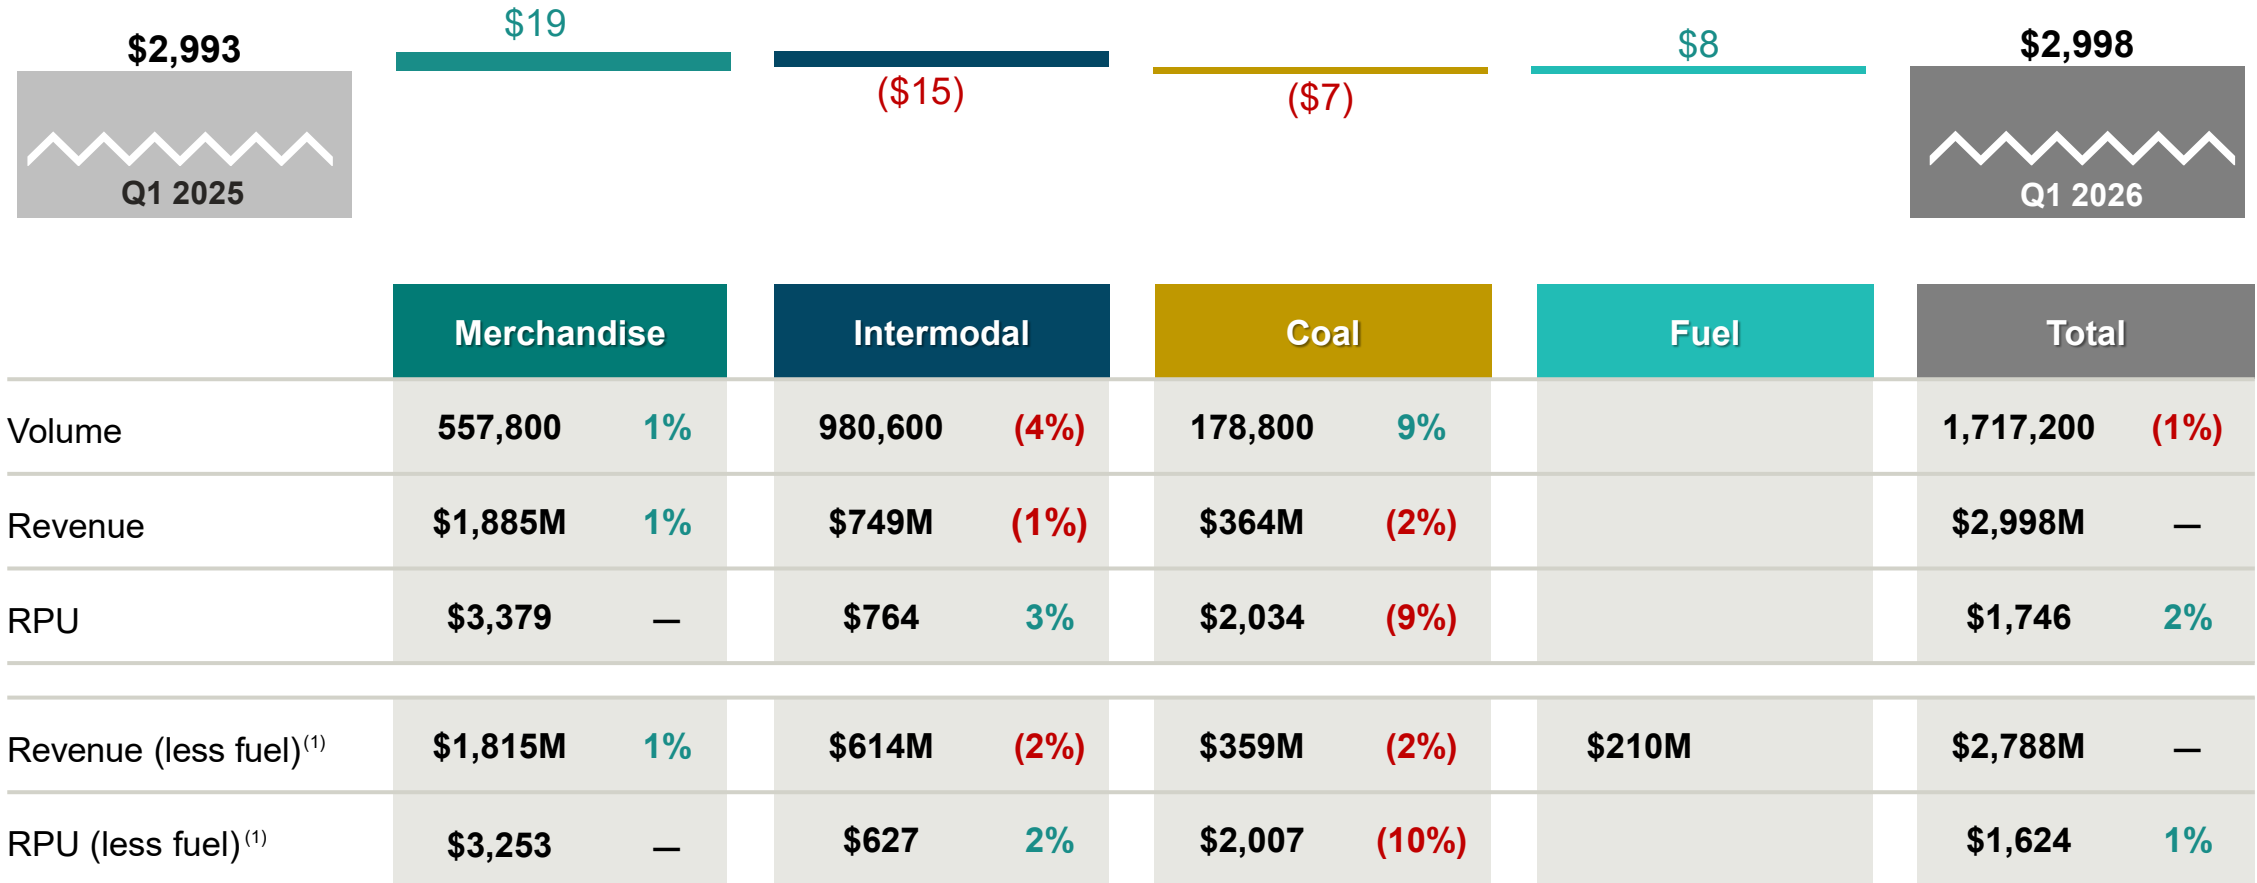 $2,993 $19 ($15) ($7) $8 $2,998
Q1 2025 Q1 2026
Merchandise Intermodal Coal Fuel Total
Volume 557,800 1% 980,600 (4%) 178,800 9% 1,717,200 (1%)
Revenue $1,885M 1% $749M (1%) $364M (2%) $2,998M —
RPU $3,379 — $764 3% $2,034 (9%) $1,746 2%
Revenue (less fuel)(1) $1,815M 1% $614M (2%) $359M (2%) $210M $2,788M —
RPU (less fuel)(1) $3,253 — $627 2% $2,007 (10%) $1,624 1%